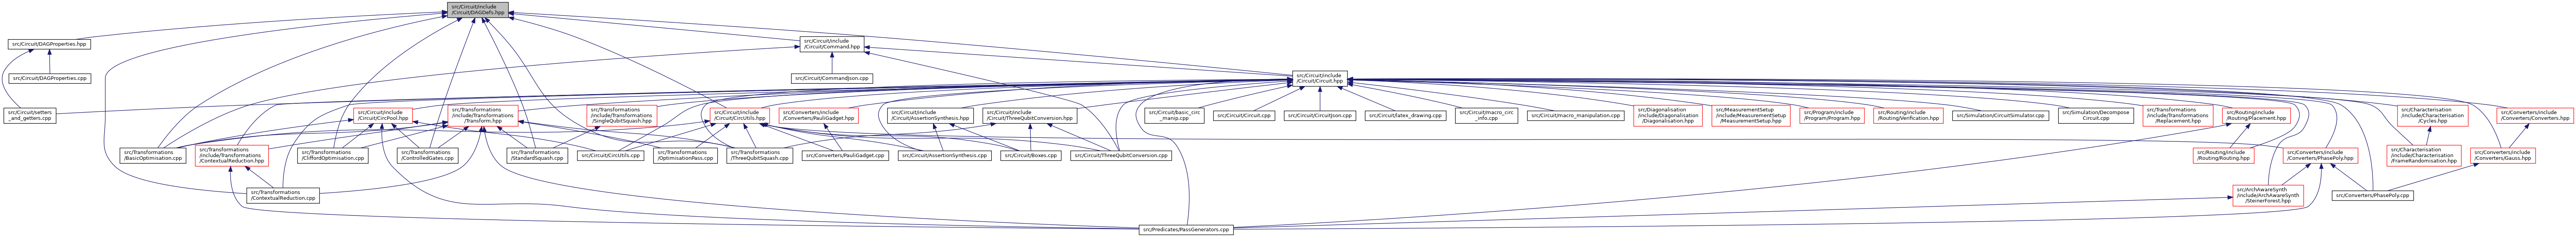 src/Circuit/include
/Circuit/DAGDefs.hpp
src/Circuit/DAGProperties.hpp
src/Circuit/include
/Circuit/Command.hpp
src/Circuit/DAGProperties.cpp
src/Circuit/CommandJson.cpp
src/Circuit/include
/Circuit/Circuit.hpp
src/Circuit/setters
_and_getters.cpp
src/Circuit/include
/Circuit/CircPool.hpp
src/Transformations
/include/Transformations
/Transform.hpp
src/Transformations
/include/Transformations
/SingleQubitSquash.hpp
src/Circuit/include
/Circuit/CircUtils.hpp
src/Converters/include
/Converters/PauliGadget.hpp
src/Circuit/include
/Circuit/AssertionSynthesis.hpp
src/Circuit/include
/Circuit/ThreeQubitConversion.hpp
src/Circuit/basic_circ
_manip.cpp
src/Circuit/Circuit.cpp
src/Circuit/CircuitJson.cpp
src/Circuit/latex_drawing.cpp
src/Circuit/macro_circ
_info.cpp
src/Circuit/macro_manipulation.cpp
src/Diagonalisation
/include/Diagonalisation
/Diagonalisation.hpp
src/MeasurementSetup
/include/MeasurementSetup
/MeasurementSetup.hpp
src/Program/include
/Program/Program.hpp
src/Routing/include
/Routing/Verification.hpp
src/Simulation/CircuitSimulator.cpp
src/Simulation/Decompose
Circuit.cpp
src/Transformations
/include/Transformations
/Replacement.hpp
src/Routing/include
/Routing/Placement.hpp
src/Characterisation
/include/Characterisation
/Cycles.hpp
src/Converters/include
/Converters/Converters.hpp
src/Transformations
/BasicOptimisation.cpp
src/Transformations
/include/Transformations
/ContextualReduction.hpp
src/Transformations
/CliffordOptimisation.cpp
src/Transformations
/ControlledGates.cpp
src/Transformations
/StandardSquash.cpp
src/Circuit/CircUtils.cpp
src/Transformations
/OptimisationPass.cpp
src/Transformations
/ThreeQubitSquash.cpp
src/Converters/PauliGadget.cpp
src/Circuit/AssertionSynthesis.cpp
src/Circuit/Boxes.cpp
src/Circuit/ThreeQubitConversion.cpp
src/Routing/include
/Routing/Routing.hpp
src/Converters/include
/Converters/PhasePoly.hpp
src/Characterisation
/include/Characterisation
/FrameRandomisation.hpp
src/Converters/include
/Converters/Gauss.hpp
src/Transformations
/ContextualReduction.cpp
src/ArchAwareSynth
/include/ArchAwareSynth
/SteinerForest.hpp
src/Converters/PhasePoly.cpp
src/Predicates/PassGenerators.cpp